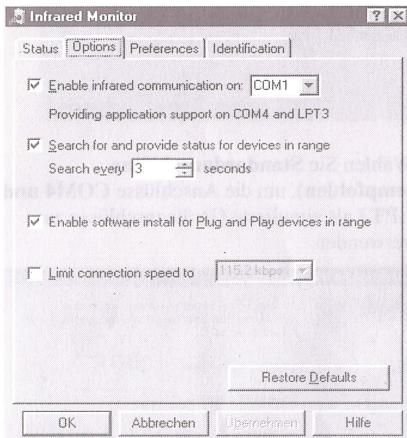 Infrared Monitor
Status Options Preferences Identification
Enable infrared communication on: COM1
Providing application support on COM4 and LPT3
Search for and provide status for devices in range
Search every 3 seconds
Enable software install for Plug and Play devices in range
Limit connection speed to 115.2 kbps
Restore Defaults
OK Abbrechen Übernehmen Hilfe